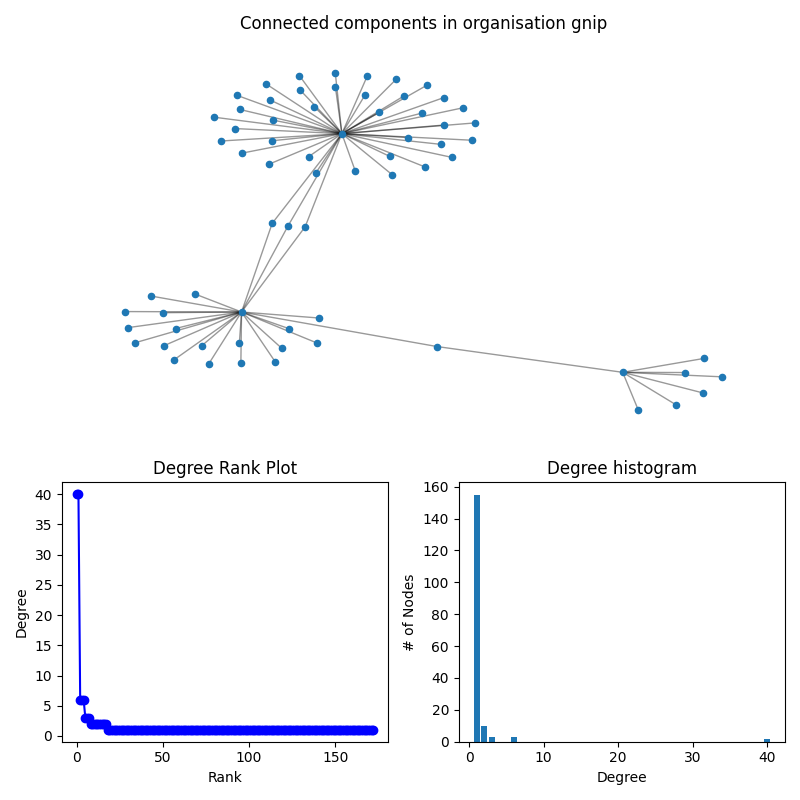 Connected components in organisation gnip
Degree Rank Plot
Degree
40
35
30
25
20
15
10
5
0
0 50 100 150
Rank
Degree histogram
# of Nodes
160
140
120
100
80
60
40
20
0
0 10 20 30 40
Degree